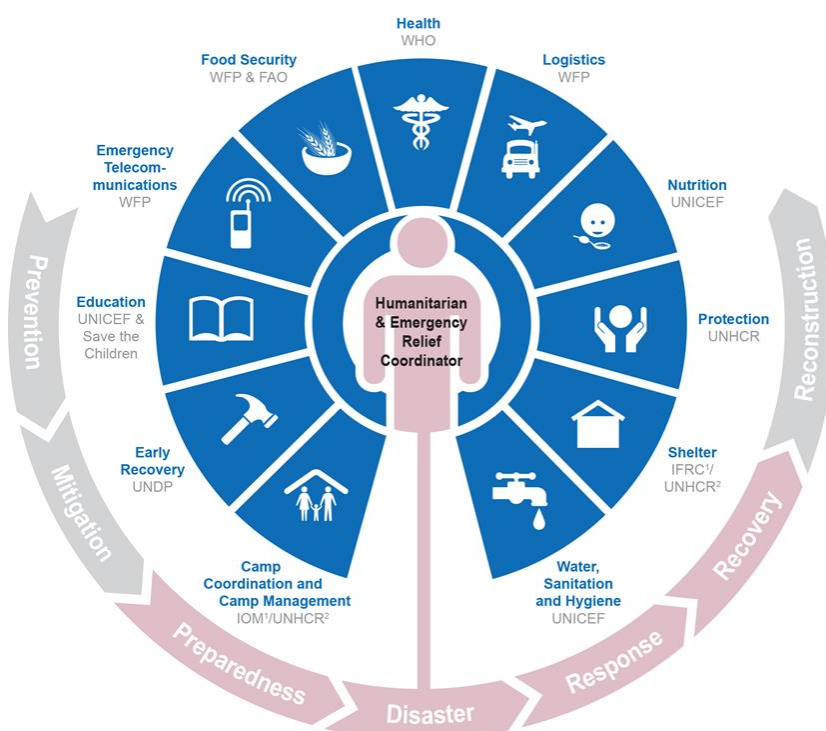 Health
WHO
Logistics
WFP
Nutrition
UNICEF
Protection
UNHCR
Shelter
IFRC¹/
UNHCR²
Water,
Sanitation
and Hygiene
UNICEF
Camp
Coordination and
Camp Management
IOM¹/UNHCR²
Early
Recovery
UNDP
Education
UNICEF &
Save the
Children
Emergency
Telecom-
munications
WFP
Food Security
WFP & FAO
Humanitarian
& Emergency
Relief
Coordinator
Prevention
Mitigation
Preparedness
Disaster
Response
Recovery
Reconstruction